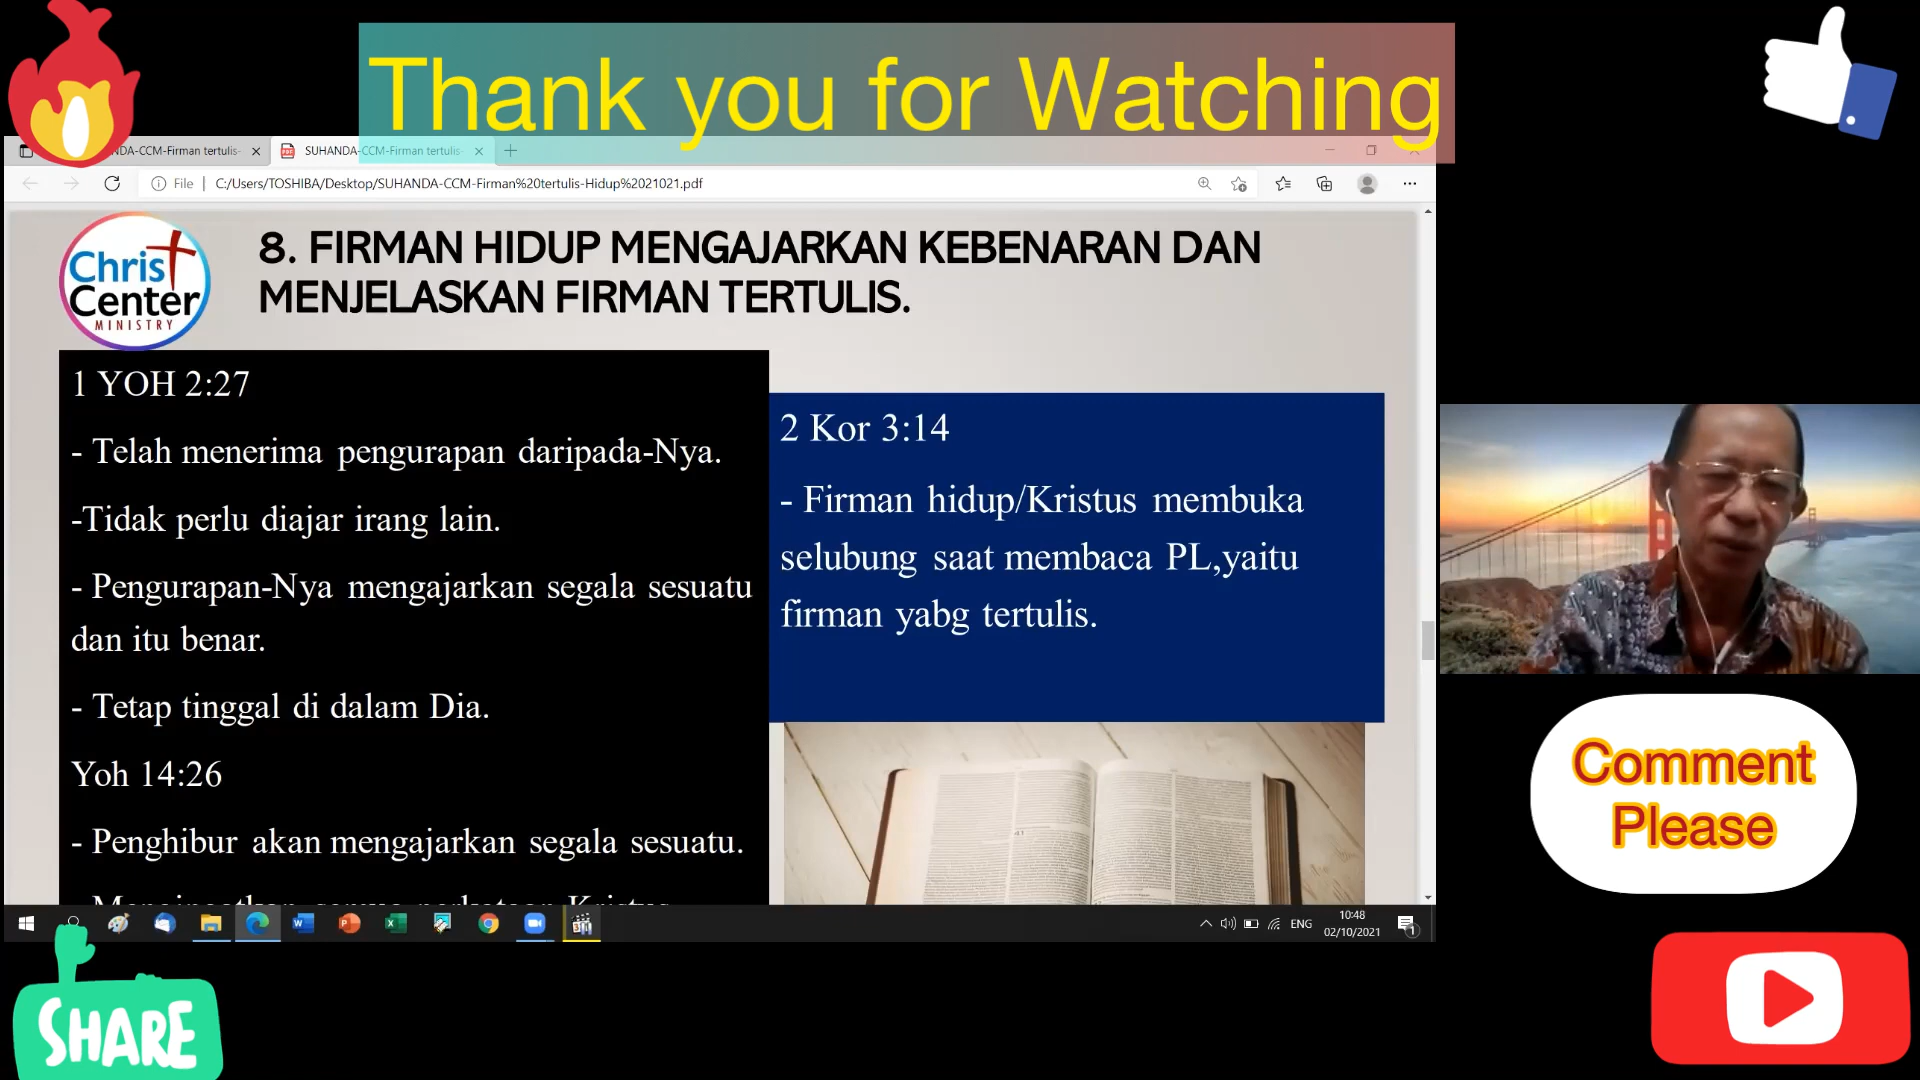 Thank you for Watching
NDA-CCM-Firman tertulis-
SUHANDA-CCM-Firman tertulis-
File
C:/Users/TOSHIBA/Desktop/SUHANDA-CCM-Firman%20tertulis-Hidup%2021021.pdf
Christ
Center
MINISTRY
8. FIRMAN HIDUP MENGAJARKAN KEBENARAN DAN
MENJELASKAN FIRMAN TERTULIS.
1 YOH 2:27
- Telah menerima pengurapan daripada-Nya.
-Tidak perlu diajar irang lain.
- Pengurapan-Nya mengajarkan segala sesuatu
dan itu benar.
- Tetap tinggal di dalam Dia.
Yoh 14:26
- Penghibur akan mengajarkan segala sesuatu.
- Mengingatkan semua perkataan Kristus
2 Kor 3:14
- Firman hidup/Kristus membuka
selubung saat membaca PL,yaitu
firman yabg tertulis.
Comment
Please
ENG
10:48
02/10/2021
1
SHARE